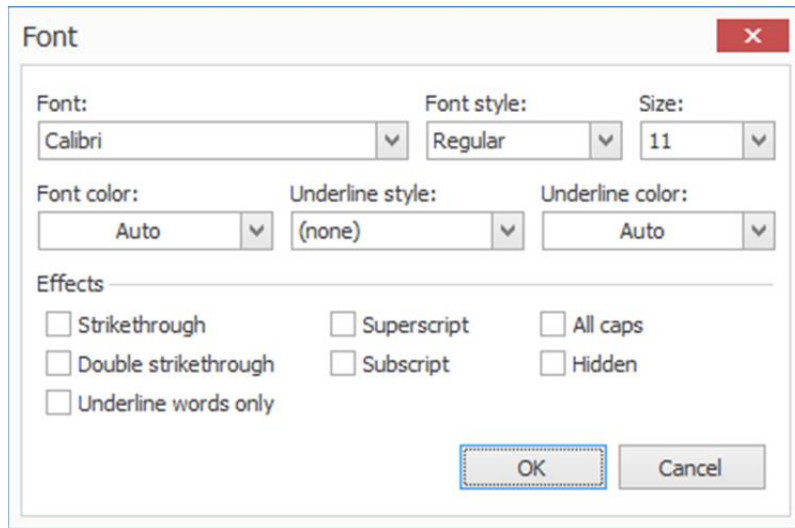 Font
Font: Font style: Size:
Calibri Regular 11
Font color: Underline style: Underline color:
Auto (none) Auto
Effects
Strikethrough Superscript All caps
Double strikethrough Subscript Hidden
Underline words only
OK Cancel